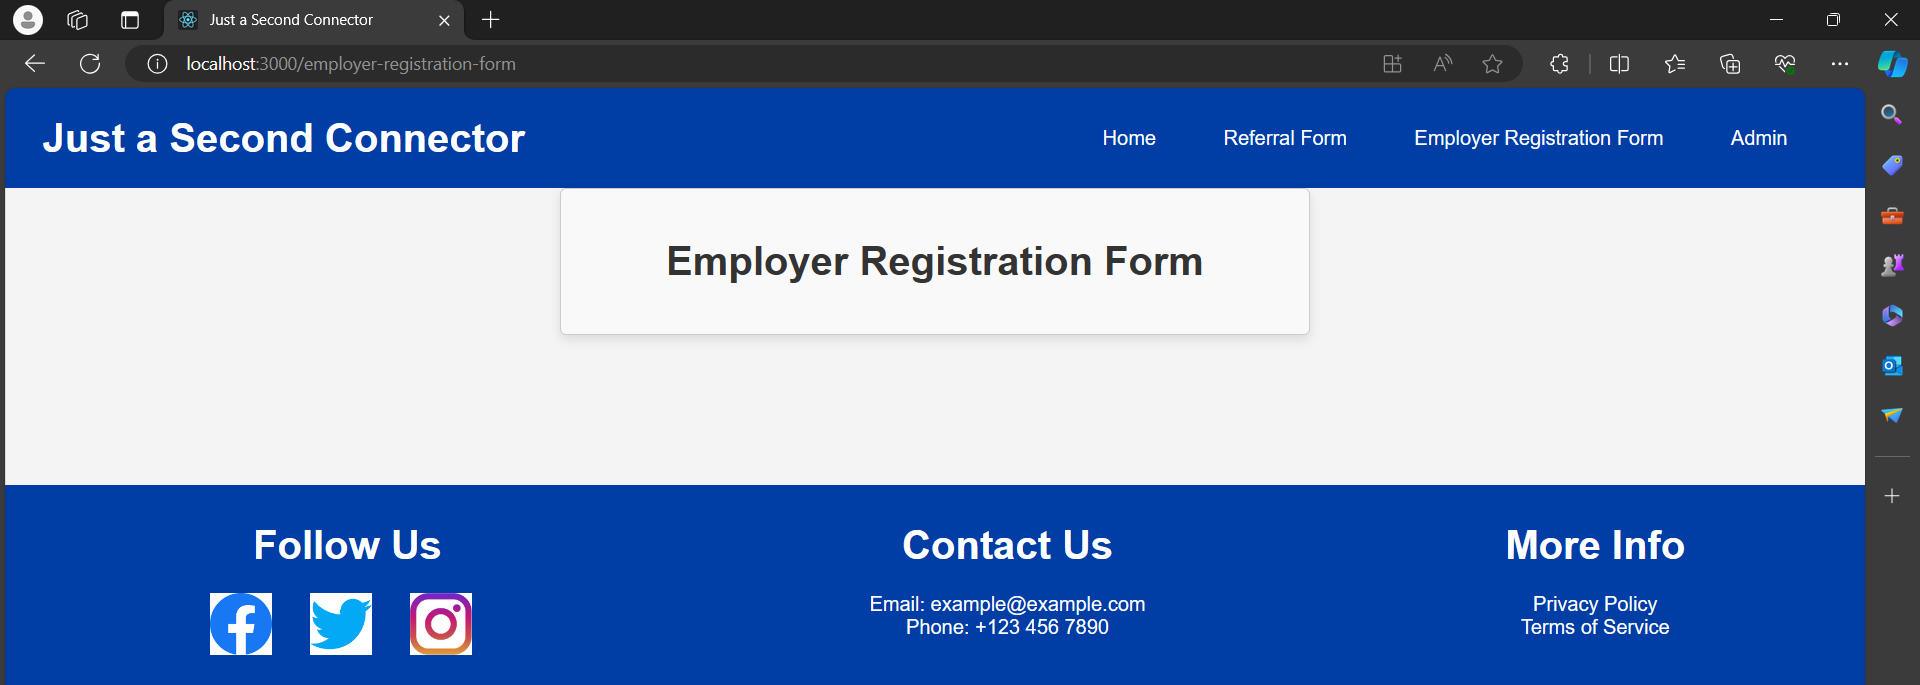 Just a Second Connector
localhost:3000/employer-registration-form
Just a Second Connector
Home Referral Form Employer Registration Form Admin
Employer Registration Form
Follow Us
Contact Us
Email: example@example.com
Phone: +123 456 7890
More Info
Privacy Policy
Terms of Service